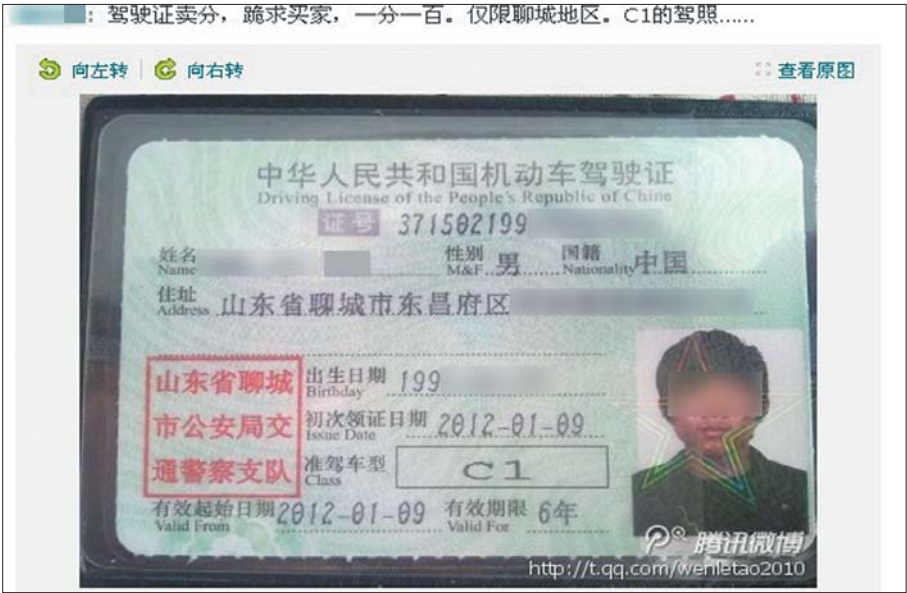 ：驾驶证卖分，跪求买家，一分一百。仅限聊城地区。C1的驾照……
向左转 向右转 查看原图
中华人民共和国机动车驾驶证
Driving License of the People's Republic of China
证号 371502199
姓名 性别 男 国籍 中国
Name M&F Nationality
住址 山东省聊城市东昌府区
Address
山东省聊城 出生日期 199
Birthday
市公安局交 初次领证日期 2012-01-09
Issue Date
通警察支队 准驾车型 C1
Class
有效起始日期 2012-01-09 有效期限 6年
Valid From Valid For
腾讯微博
http://t.qq.com/wenletao2010